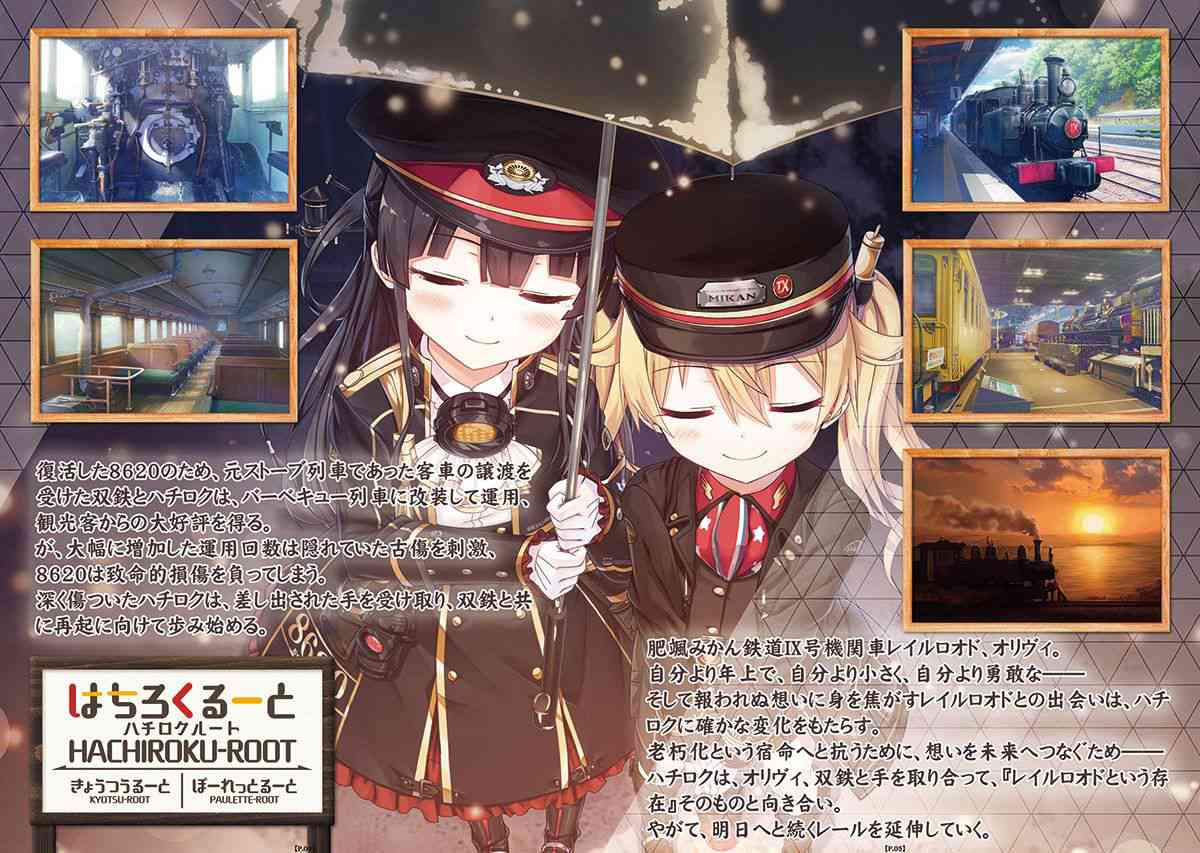 復活した8620のため、元ストーブ列車であった客車の譲渡を
受けた双鉄とハチロクは、バーベキュー列車に改装して運用、
観光客からの大好評を得る。
が、大幅に増加した運用回数は隠れていた古傷を刺激、
8620は致命的損傷を負ってしまう。
深く傷ついたハチロクは、差し出された手を受け取り、双鉄と共
に再起に向けて歩み始める。
はちろくるーと
ハチロクルート
HACHIROKU-ROOT
きょうつうるーと
KYOTSU-ROOT
ぽーれっとるーと
PAULETTE-ROOT
MIKAN
IX
IX
肥颯みかん鉄道Ⅸ号機関車レイルロオド、オリヴィ。
自分より年上で、自分より小さく、自分より勇敢な――
そして報われぬ想いに身を焦がすレイルロオドとの出会いは、ハチ
ロクに確かな変化をもたらす。
老朽化という宿命へと抗うために、想いを未来へつなぐため――
ハチロクは、オリヴィ、双鉄と手を取り合って、『レイルロオドという存
在』そのものと向き合い。
やがて、明日へと続くレールを延伸していく。
【P.05】